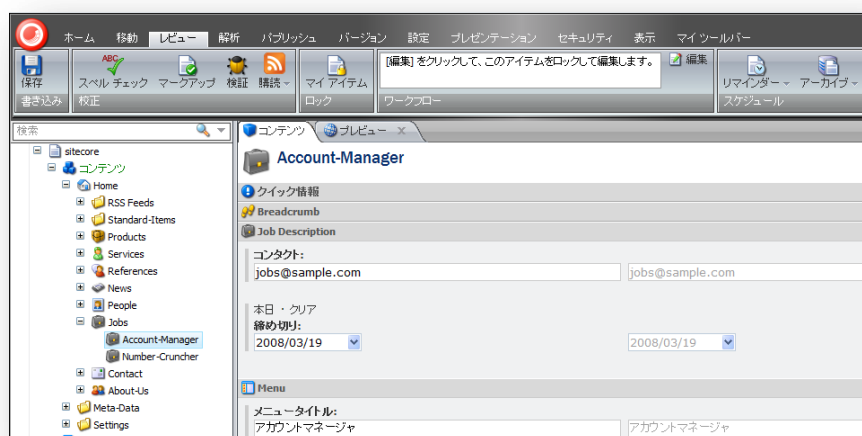 ホーム 移動 レビュー 解析 パブリッシュ バージョン 設定 プレゼンテーション セキュリティ 表示 マイ ツールバー
保存
ABC
スペル チェック マークアップ 検証 購読
マイ アイテム
[編集] をクリックして、このアイテムをロックして編集します。 編集
リマインダー アーカイブ
書き込み 校正 ロック ワークフロー スケジュール
検索
コンテンツ プレビュー x
sitecore
コンテンツ
Home
RSS Feeds
Standard-Items
Products
Services
References
News
People
Jobs
Account-Manager
Number-Cruncher
Contact
About-Us
Meta-Data
Settings
Account-Manager
クイック情報
Breadcrumb
Job Description
コンタクト:
jobs@sample.com jobs@sample.com
本日 · クリア
締め切り:
2008/03/19 2008/03/19
Menu
メニュータイトル:
アカウントマネージャ アカウントマネージャ